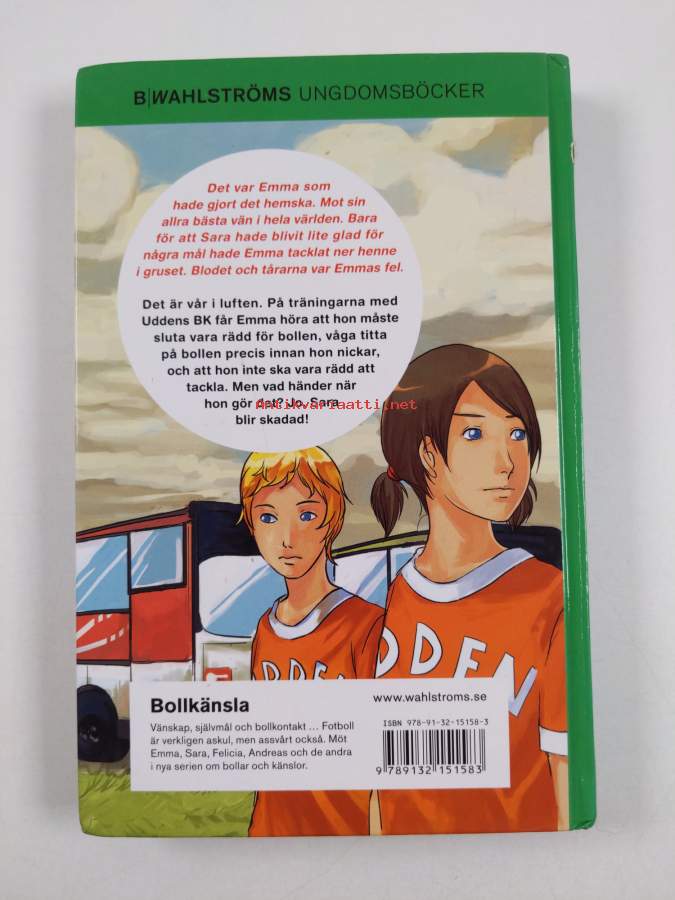 B|WAHLSTRÖMS UNGDOMSBÖCKER
Det var Emma som
hade gjort det hemska. Mot sin
allra bästa vän i hela världen. Bara
för att Sara hade blivit lite glad för
några mål hade Emma tacklat ner henne
i gruset. Blodet och tårarna var Emmas fel.
Det är vår i luften. På träningarna med
Uddens BK får Emma höra att hon måste
sluta vara rädd för bollen, våga titta
på bollen precis innan hon nickar,
och att hon inte ska vara rädd att
tackla. Men vad händer när
hon gör det? Jo, Sara
blir skadad!
Antikvariaatti.net
DDEN
DDEN
Bollkänsla
Vänskap, självmål och bollkontakt ... Fotboll
är verkligen askul, men assvårt också. Möt
Emma, Sara, Felicia, Andreas och de andra
i nya serien om bollar och känslor.
www.wahlstroms.se
ISBN 978-91-32-15158-3
9 789132 151583